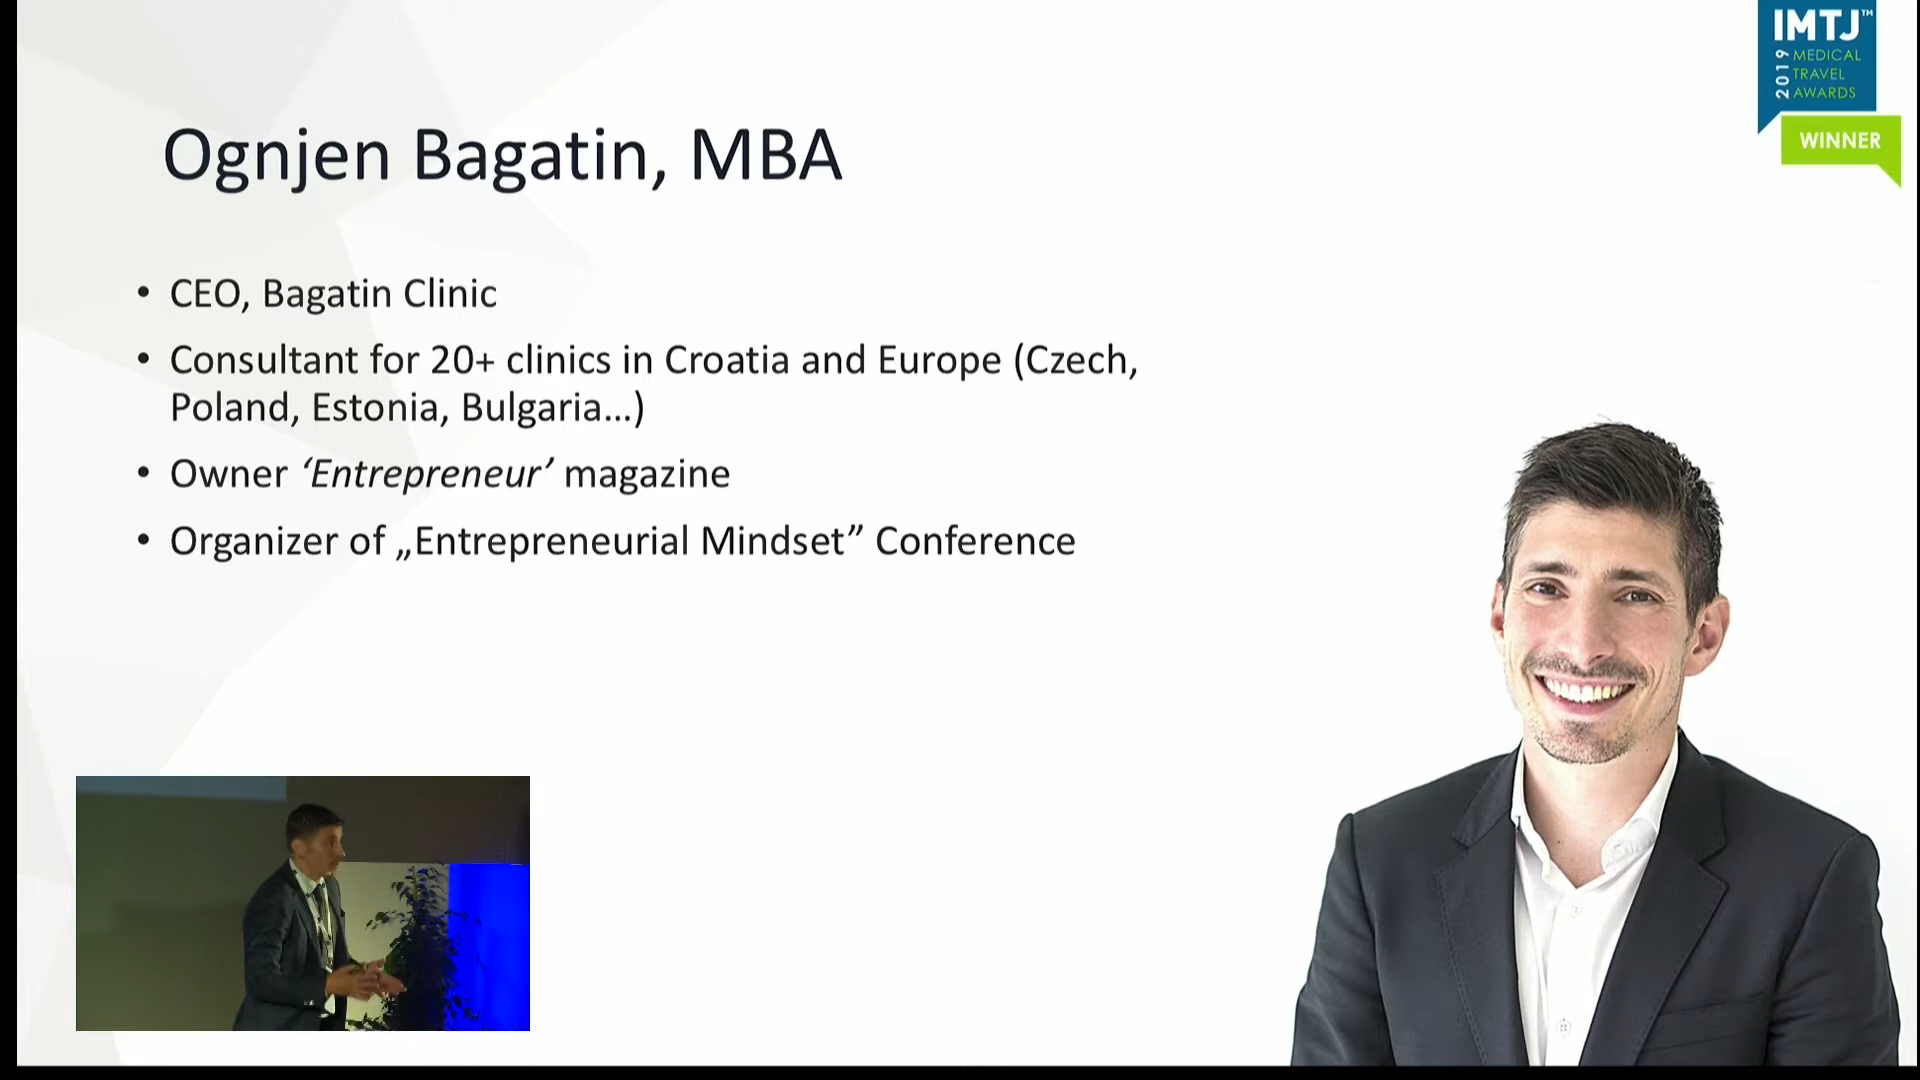 IMTJ™
2019
MEDICAL
TRAVEL
AWARDS
WINNER
Ognjen Bagatin, MBA
• CEO, Bagatin Clinic
• Consultant for 20+ clinics in Croatia and Europe (Czech,
Poland, Estonia, Bulgaria...)
• Owner ‘Entrepreneur’ magazine
• Organizer of „Entrepreneurial Mindset” Conference